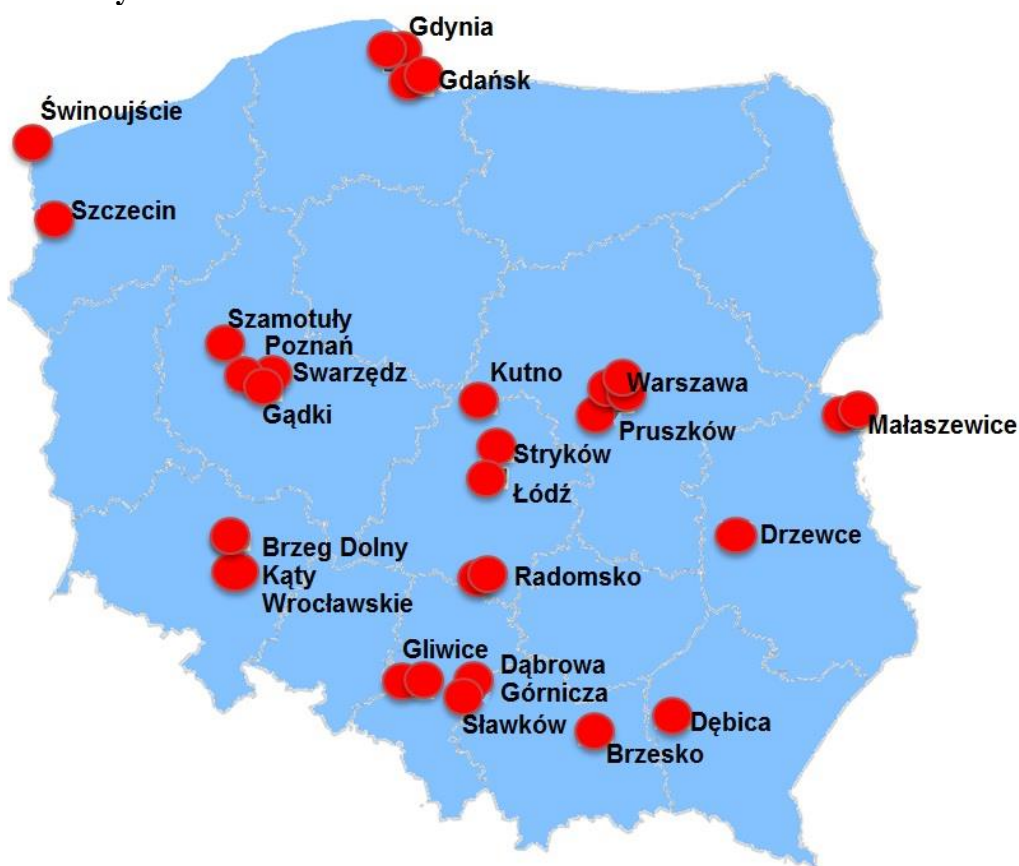 Gdynia
Gdańsk
Świnoujście
Szczecin
Szamotuły
Poznań
Swarzędz
Gądki
Kutno
Warszawa
Pruszków
Stryków
Łódź
Małaszewice
Drzewce
Brzeg Dolny
Kąty
Wrocławskie
Radomsko
Gliwice
Dąbrowa
Górnicza
Sławków
Dębica
Brzesko